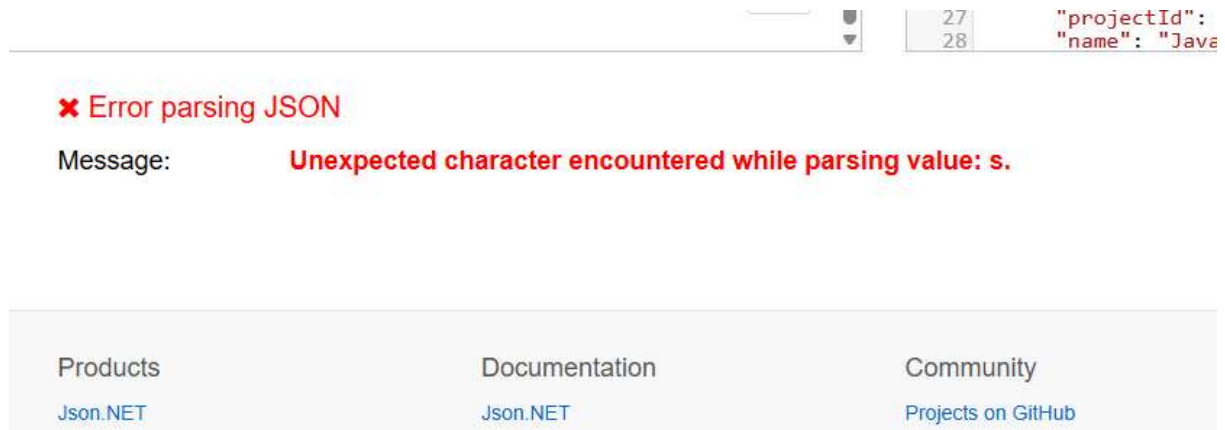 27 "projectId":
28 "name": "Java
✖ Error parsing JSON
Message: Unexpected character encountered while parsing value: s.
Products Documentation Community
Json.NET Json.NET Projects on GitHub